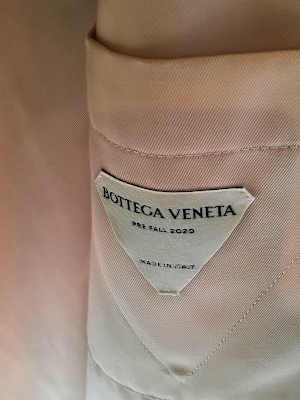 BOTTEGA VENETA
PRE FALL 2020
MADE IN ITALY